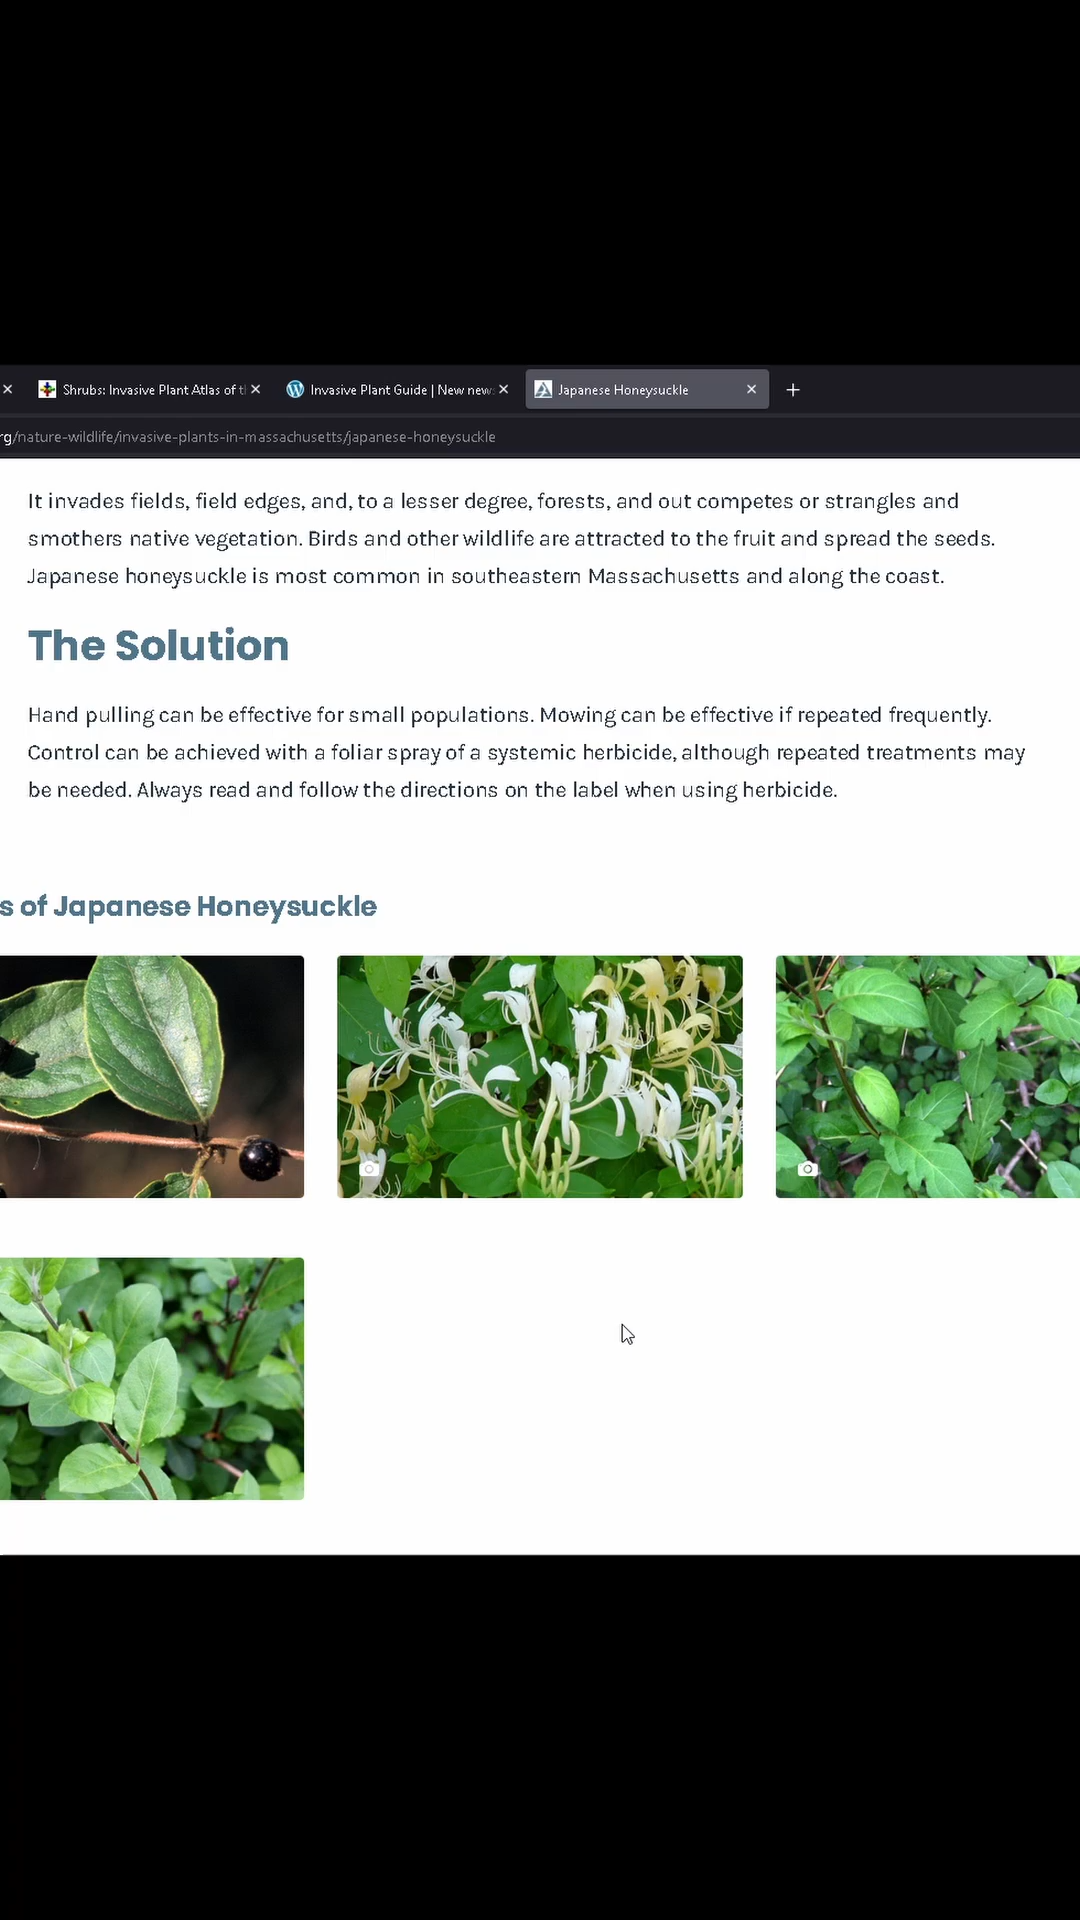 Shrubs: Invasive Plant Atlas of t
Invasive Plant Guide | New new
Japanese Honeysuckle
rg/nature-wildlife/invasive-plants-in-massachusetts/japanese-honeysuckle
It invades fields, field edges, and, to a lesser degree, forests, and out competes or strangles and
smothers native vegetation. Birds and other wildlife are attracted to the fruit and spread the seeds.
Japanese honeysuckle is most common in southeastern Massachusetts and along the coast.
The Solution
Hand pulling can be effective for small populations. Mowing can be effective if repeated frequently.
Control can be achieved with a foliar spray of a systemic herbicide, although repeated treatments may
be needed. Always read and follow the directions on the label when using herbicide.
s of Japanese Honeysuckle